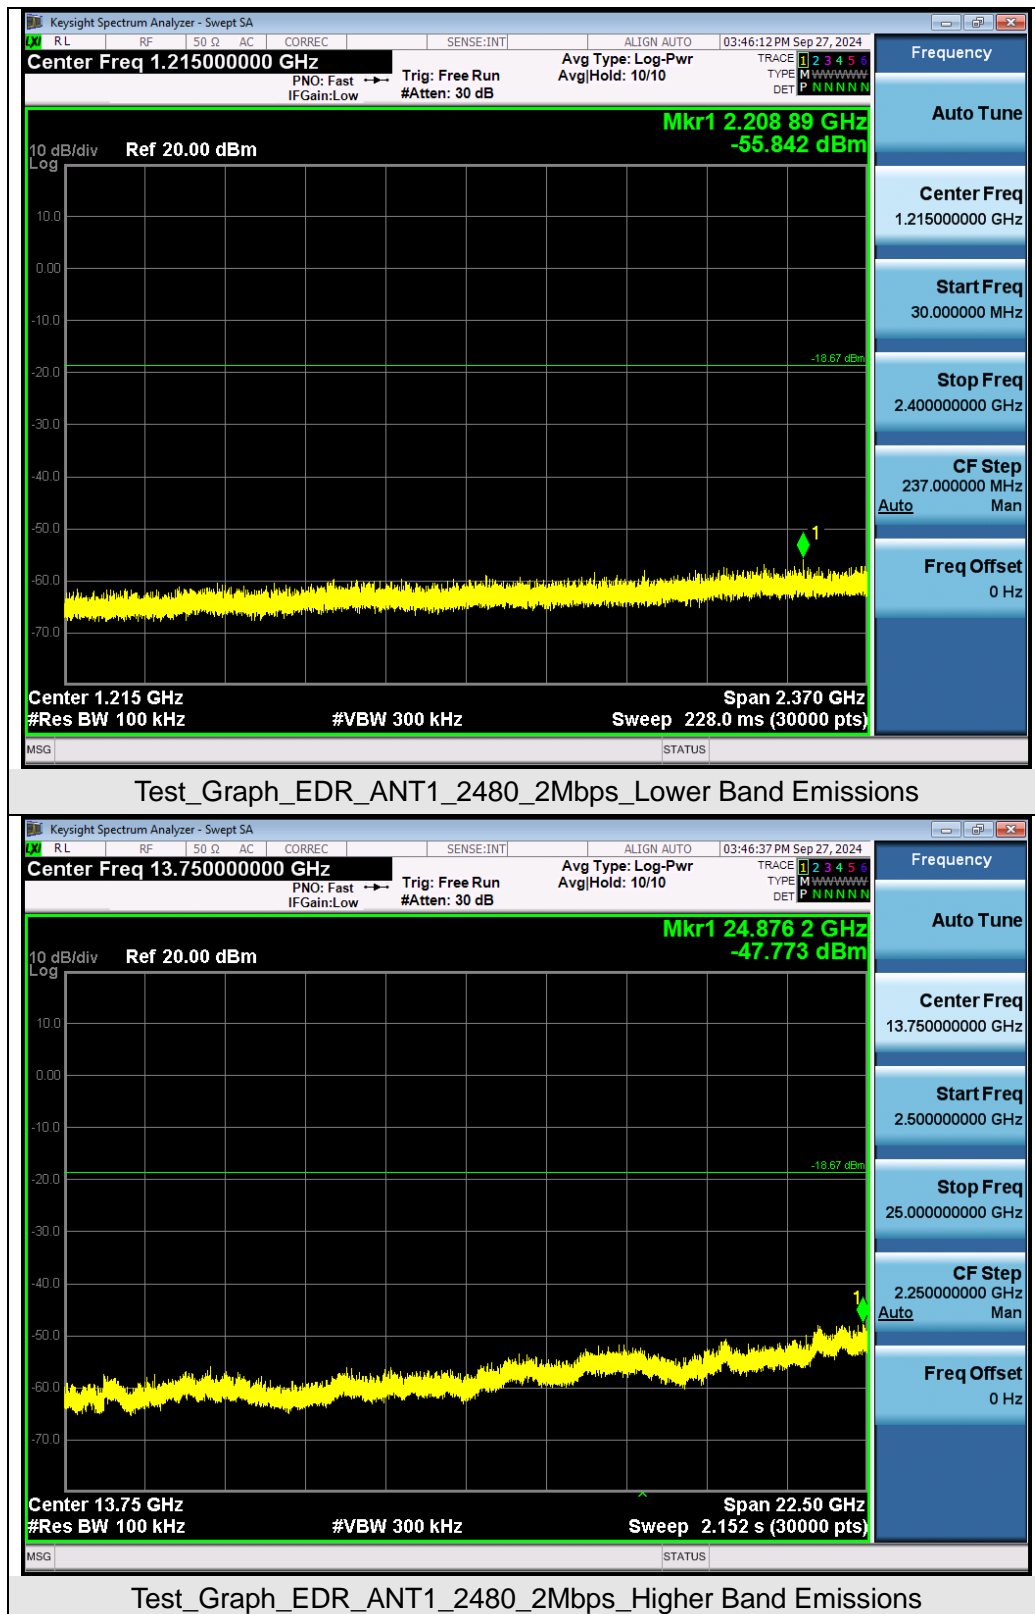 Keysight Spectrum Analyzer - Swept SA
LXI RL RF 50 Ω AC CORREC SENSE:INT ALIGN AUTO 03:46:12 PM Sep 27, 2024
Center Freq 1.215000000 GHz
PNO: Fast
IFGain:Low
Trig: Free Run
#Atten: 30 dB
Avg Type: Log-Pwr
Avg|Hold: 10/10
TRACE 1 2 3 4 5 6
TYPE M WWWWW
DET P N N N N N
Mkr1 2.208 89 GHz
-55.842 dBm
10 dB/div Ref 20.00 dBm
Log
10.0
0.00
-10.0
-18.67 dBm
-20.0
-30.0
-40.0
-50.0
1
-60.0
-70.0
Center 1.215 GHz Span 2.370 GHz
#Res BW 100 kHz #VBW 300 kHz Sweep 228.0 ms (30000 pts)
MSG STATUS
Frequency
Auto Tune
Center Freq
1.215000000 GHz
Start Freq
30.000000 MHz
Stop Freq
2.400000000 GHz
CF Step
237.000000 MHz
Auto Man
Freq Offset
0 Hz
Test_Graph_EDR_ANT1_2480_2Mbps_Lower Band Emissions
Keysight Spectrum Analyzer - Swept SA
LXI RL RF 50 Ω AC CORREC SENSE:INT ALIGN AUTO 03:46:37 PM Sep 27, 2024
Center Freq 13.750000000 GHz
PNO: Fast
IFGain:Low
Trig: Free Run
#Atten: 30 dB
Avg Type: Log-Pwr
Avg|Hold: 10/10
TRACE 1 2 3 4 5 6
TYPE M WWWWW
DET P N N N N N
Mkr1 24.876 2 GHz
-47.773 dBm
10 dB/div Ref 20.00 dBm
Log
10.0
0.00
-10.0
-18.67 dBm
-20.0
-30.0
-40.0
1
-50.0
-60.0
-70.0
Center 13.75 GHz Span 22.50 GHz
#Res BW 100 kHz #VBW 300 kHz Sweep 2.152 s (30000 pts)
MSG STATUS
Frequency
Auto Tune
Center Freq
13.750000000 GHz
Start Freq
2.500000000 GHz
Stop Freq
25.000000000 GHz
CF Step
2.250000000 GHz
Auto Man
Freq Offset
0 Hz
Test_Graph_EDR_ANT1_2480_2Mbps_Higher Band Emissions